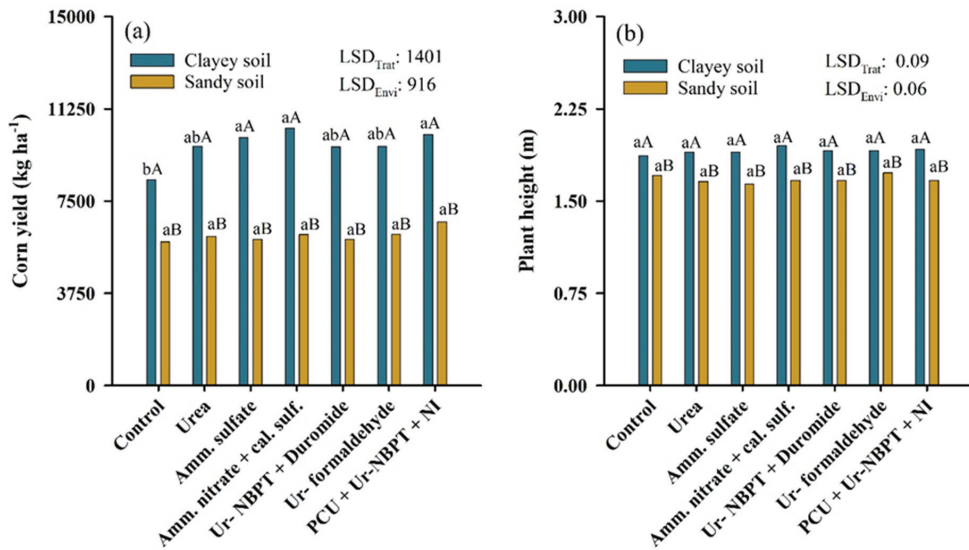 15000
(a)
Clayey soil
Sandy soil
LSD_Trat: 1401
LSD_Envi: 916
11250
7500
3750
0
Corn yield (kg ha⁻¹)
bA
aB
abA
aB
aA
aB
aA
aB
abA
aB
abA
aB
aA
aB
Control
Urea
Amm. sulfate
Amm. nitrate + cal. sulf.
Ur- NBPT + Duromide
Ur- formaldehyde
PCU + Ur-NBPT + NI
3.00
(b)
Clayey soil
Sandy soil
LSD_Trat: 0.09
LSD_Envi: 0.06
2.25
1.50
0.75
0.00
Plant height (m)
aA
aB
aA
aB
aA
aB
aA
aB
aA
aB
aA
aB
aA
aB
Control
Urea
Amm. sulfate
Amm. nitrate + cal. sulf.
Ur- NBPT + Duromide
Ur- formaldehyde
PCU + Ur-NBPT + NI